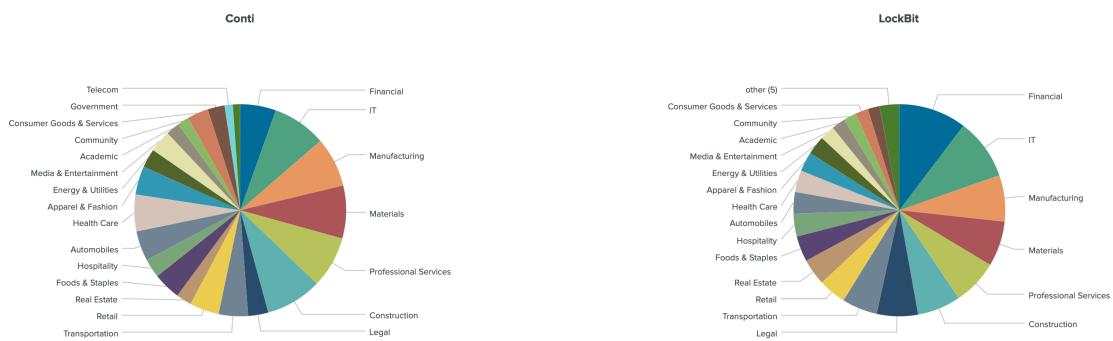 Conti
Telecom
Government
Consumer Goods & Services
Community
Academic
Media & Entertainment
Energy & Utilities
Apparel & Fashion
Health Care
Automobiles
Hospitality
Foods & Staples
Real Estate
Retail
Transportation
Financial
IT
Manufacturing
Materials
Professional Services
Construction
Legal
LockBit
other (5)
Consumer Goods & Services
Community
Academic
Media & Entertainment
Energy & Utilities
Apparel & Fashion
Health Care
Automobiles
Hospitality
Foods & Staples
Real Estate
Retail
Transportation
Legal
Financial
IT
Manufacturing
Materials
Professional Services
Construction